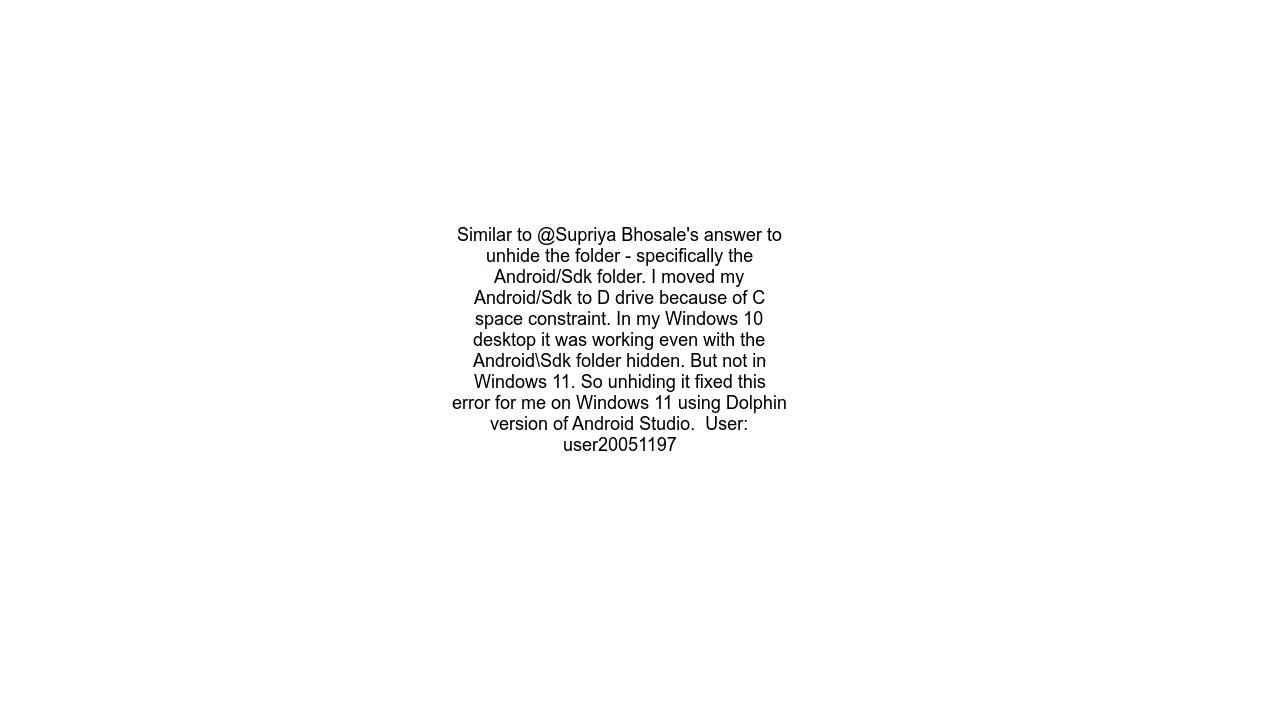 Similar to @Supriya Bhosale's answer to
unhide the folder - specifically the
Android/Sdk folder. I moved my
Android/Sdk to D drive because of C
space constraint. In my Windows 10
desktop it was working even with the
Android\Sdk folder hidden. But not in
Windows 11. So unhiding it fixed this
error for me on Windows 11 using Dolphin
version of Android Studio.  User:
user20051197